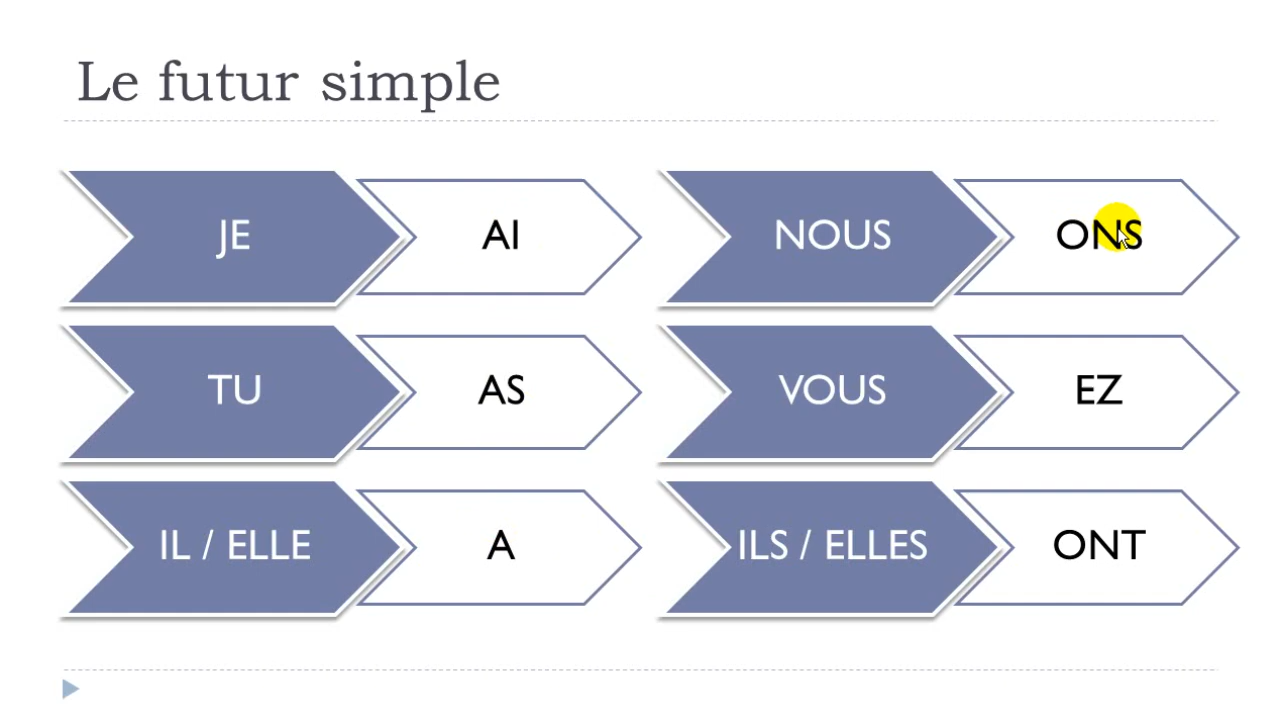 Le futur simple
JE AI NOUS ONS
TU AS VOUS EZ
IL / ELLE A ILS / ELLES ONT